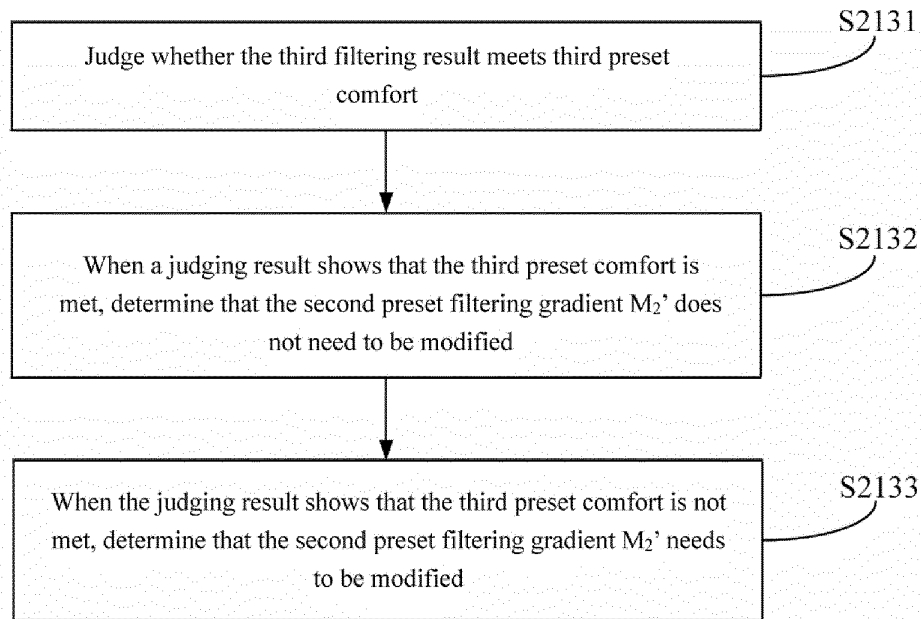 S2131
Judge whether the third filtering result meets third preset
comfort
S2132
When a judging result shows that the third preset comfort is
met, determine that the second preset filtering gradient M₂’ does
not need to be modified
S2133
When the judging result shows that the third preset comfort is not
met, determine that the second preset filtering gradient M₂’ needs
to be modified